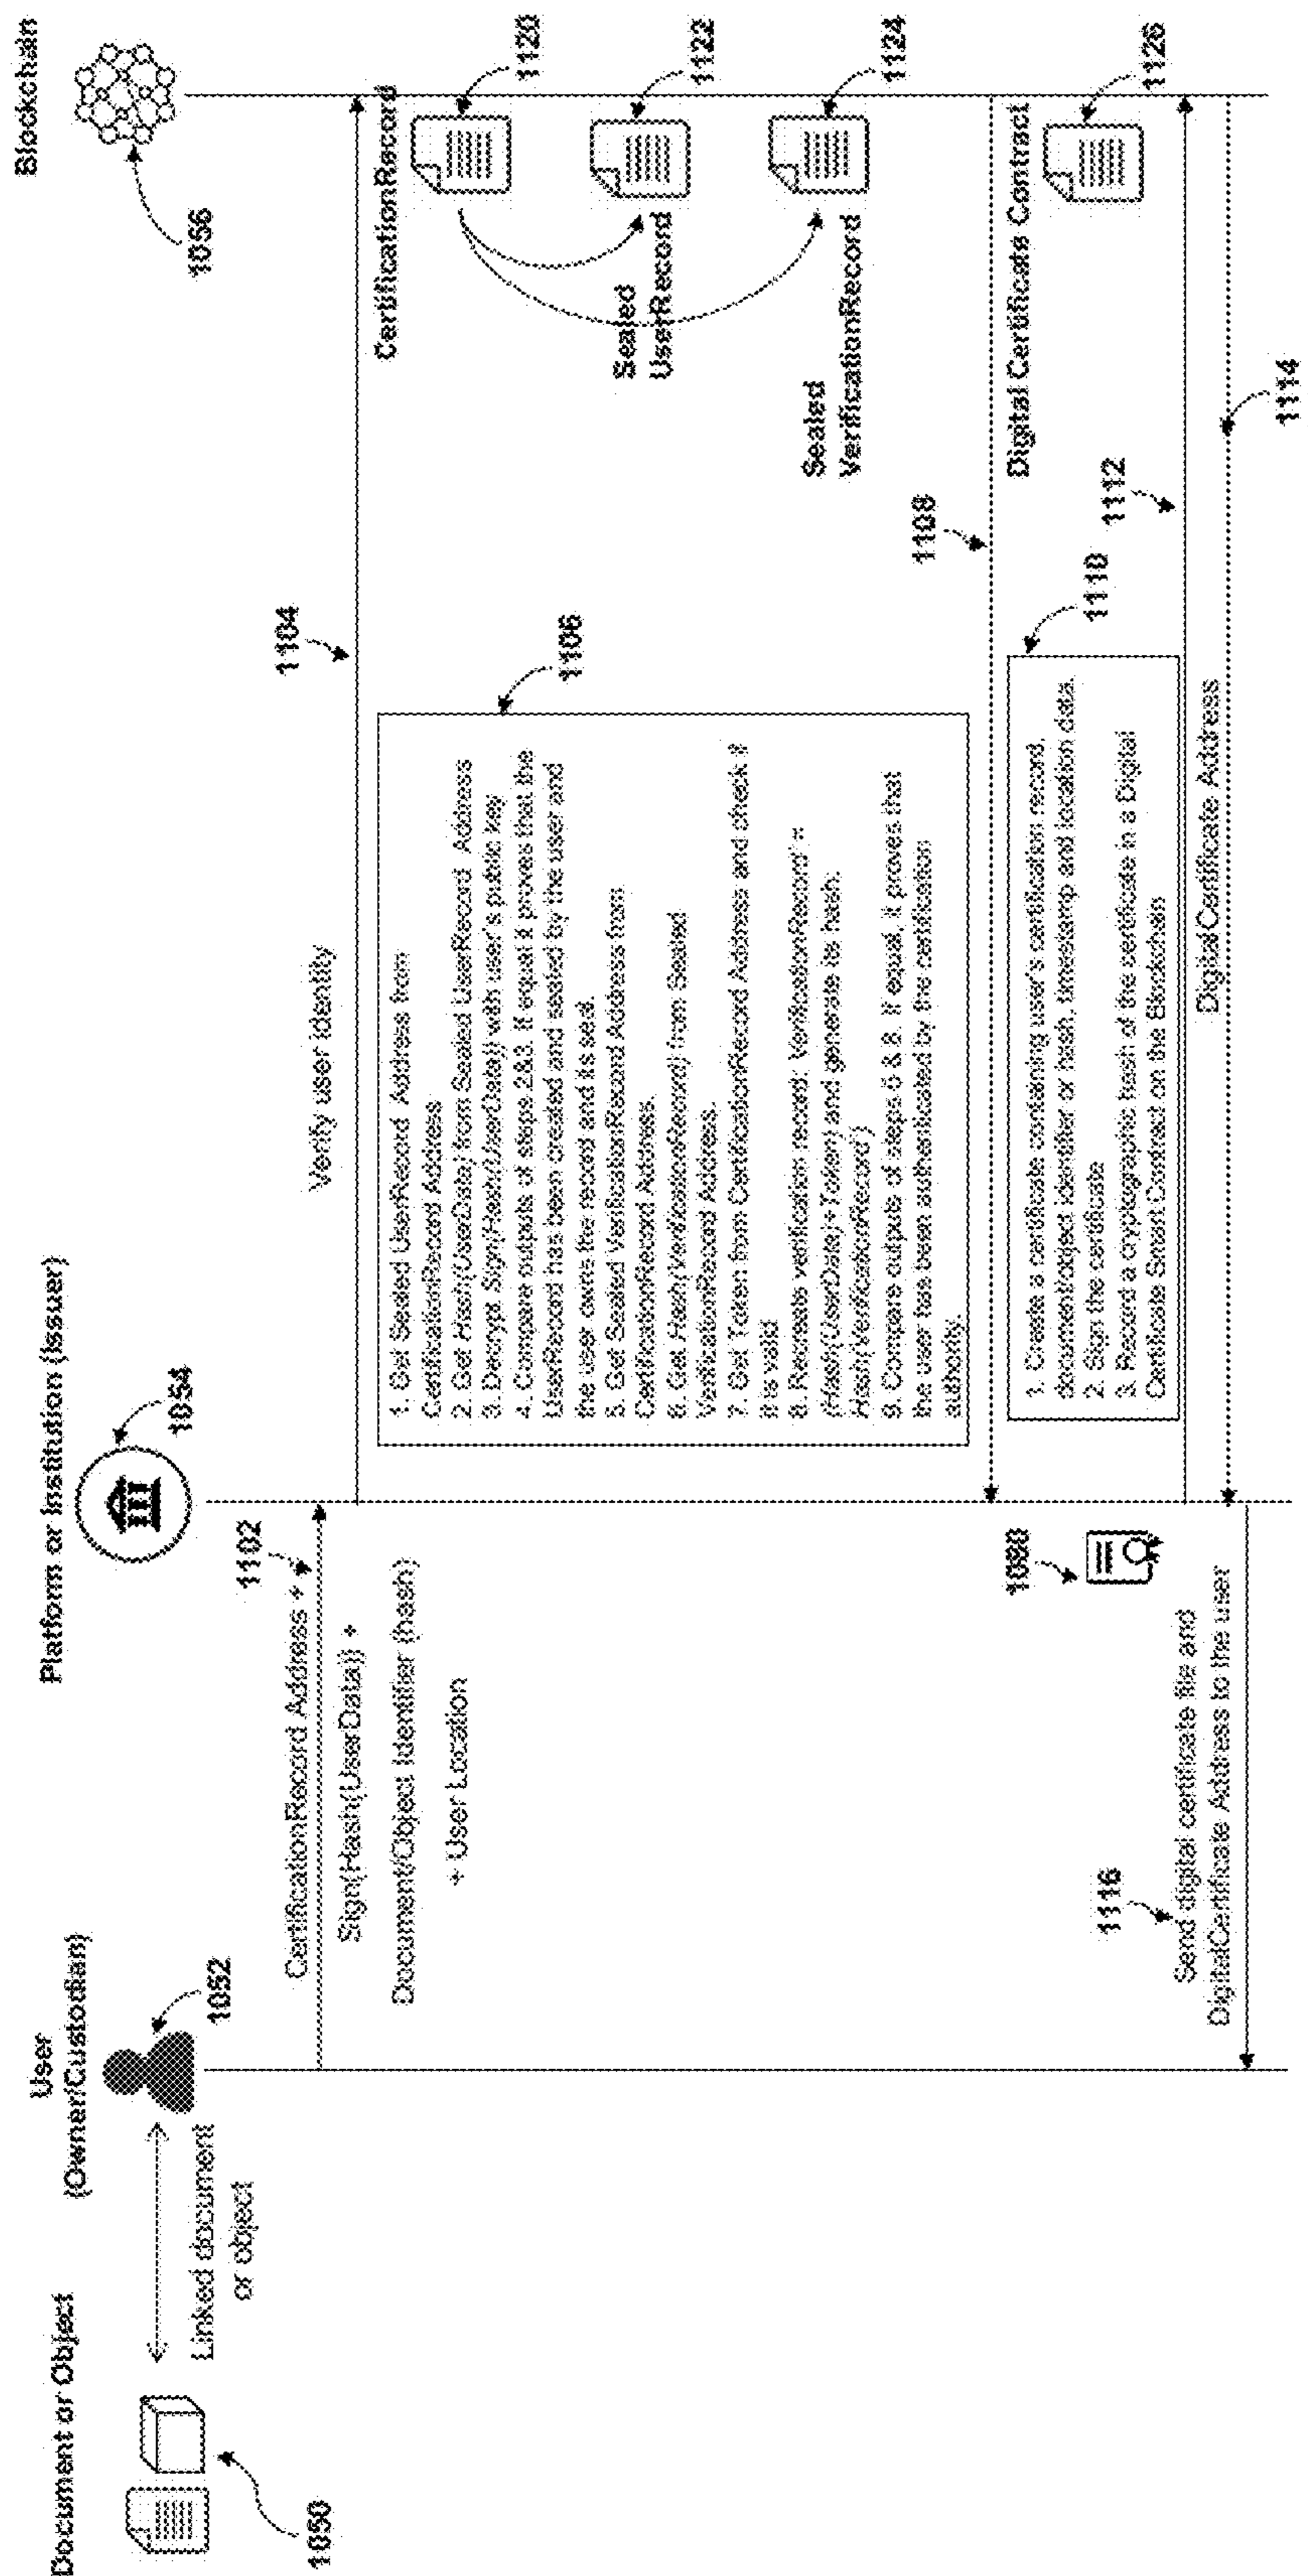 Document or Object
1050
Linked document
or object
User
(Owner/Custodian)
1052
Platform or Institution (Issuer)
1054
Blockchain
1056
CertificationRecord Address +
1102
Sign(Hash(UserData)) +
Document/Object Identifier (hash)
+ User Location
Verify user identity
1104
1. Get Sealed UserRecord Address from
CertificationRecord Address
2. Get Hash(UserData) from Sealed UserRecord Address
3. Decrypt Sign(Hash(UserData)) with user's public key
4. Compare outputs of steps 2&3. If equal it proves that the
UserRecord has been created and sealed by the user and
the user owns the record and its seal.
5. Get Sealed VerificationRecord Address from
CertificationRecord Address.
6. Get Hash(VerificationRecord) from Sealed
VerificationRecord Address.
7. Get Token from CertificationRecord Address and check if
it is valid
8. Recreate verification record: VerificationRecord' =
(Hash(UserData)+Token) and generate its hash:
Hash(VerificationRecord')
9. Compare outputs of steps 6 & 8. If equal, it proves that
the user has been authenticated by the certification
authority.
1106
CertificationRecord
1120
Sealed
UserRecord
1122
Sealed
VerificationRecord
1124
1108
1. Create a certificate containing user's certification record,
document/object identifier or hash, timestamp and location data.
2. Sign the certificate
3. Record a cryptographic hash of the certificate in a Digital
Certificate Smart Contract on the Blockchain
1110
Digital Certificate Contract
1126
1112
DigitalCertificate Address
1114
1116
Send digital certificate file and
DigitalCertificate Address to the user